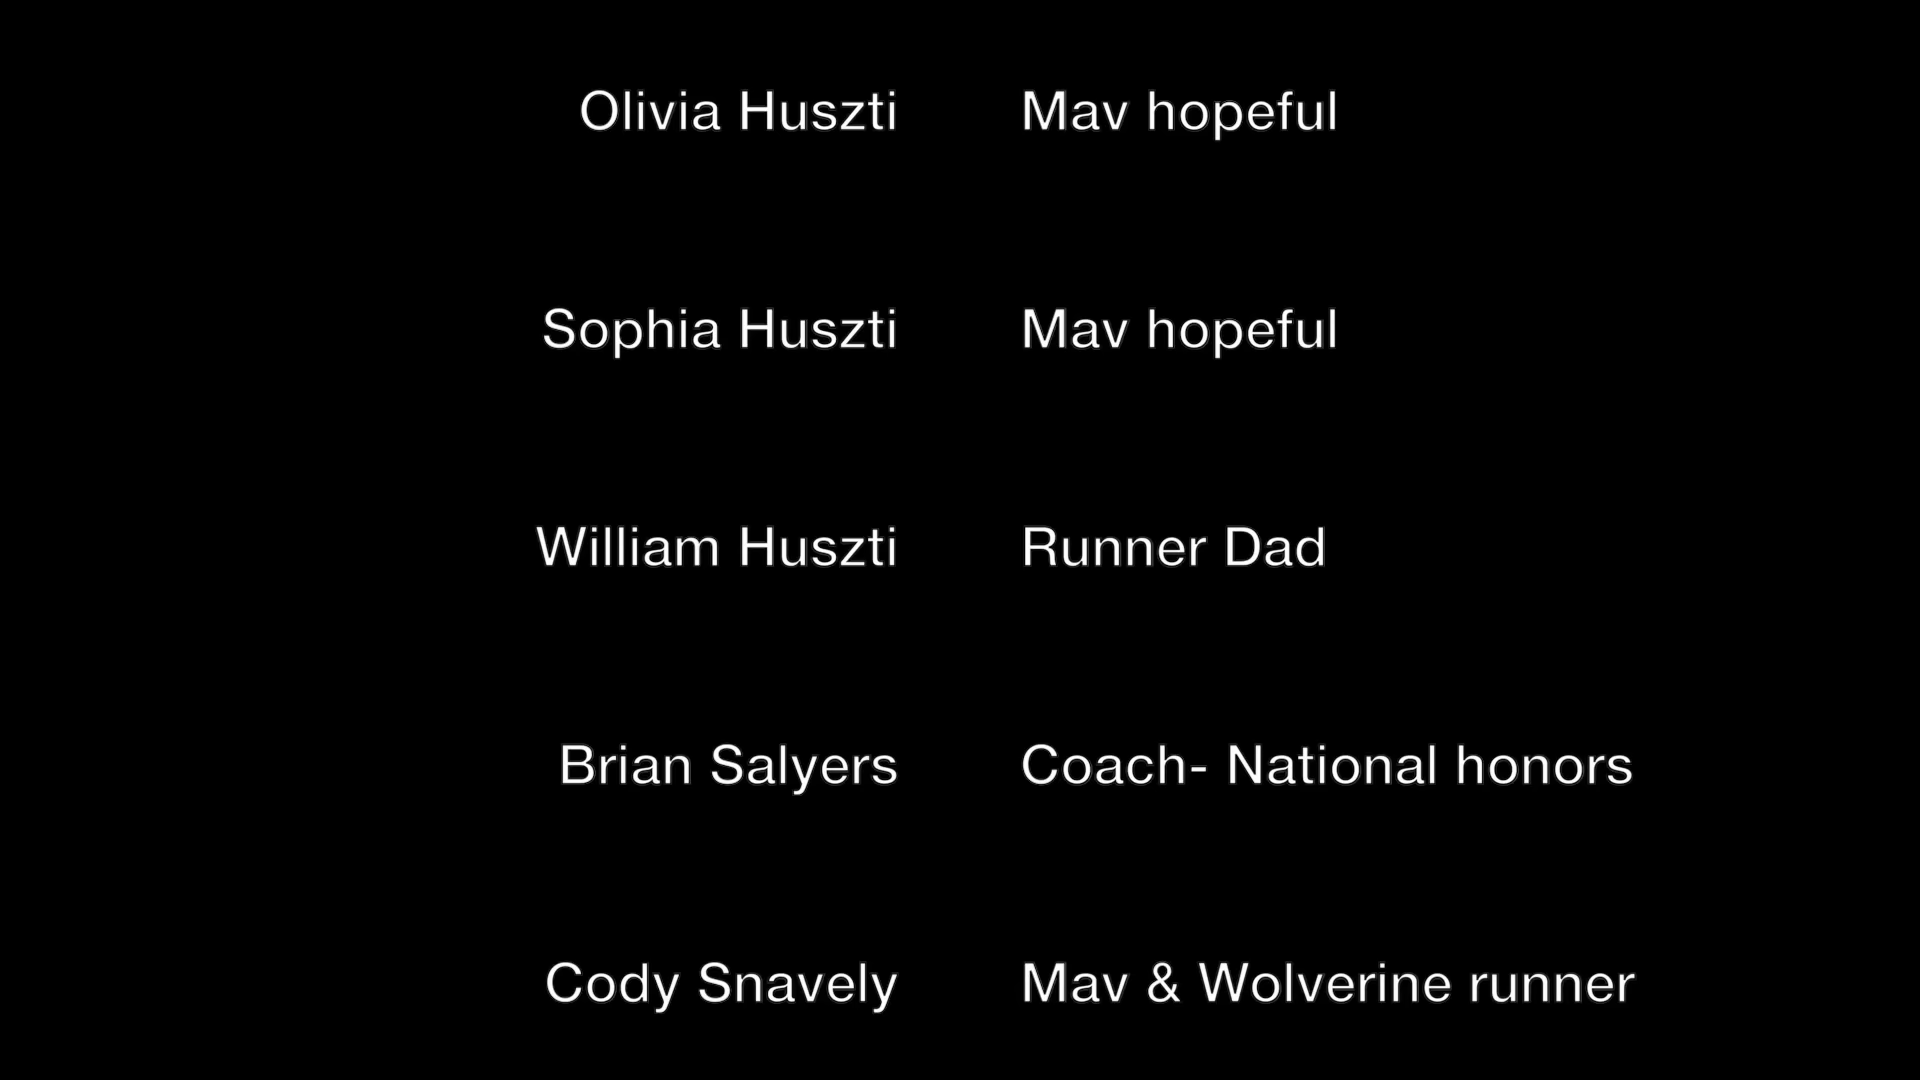 Olivia Huszti Mav hopeful
Sophia Huszti Mav hopeful
William Huszti Runner Dad
Brian Salyers Coach- National honors
Cody Snavely Mav & Wolverine runner